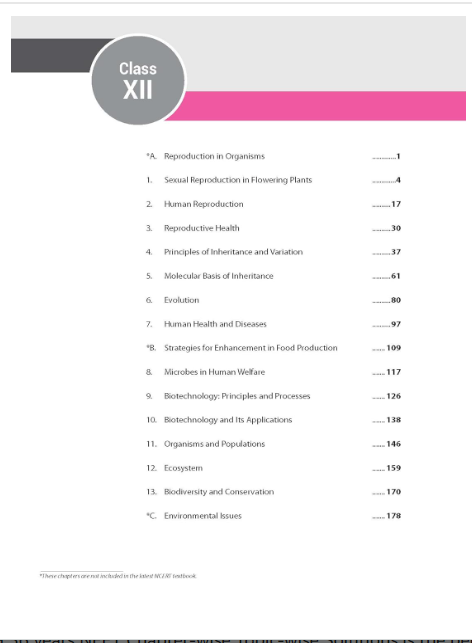 Class
XII
*A. Reproduction in Organisms ............1
1. Sexual Reproduction in Flowering Plants ............4
2. Human Reproduction ..........17
3. Reproductive Health ..........30
4. Principles of Inheritance and Variation ..........37
5. Molecular Basis of Inheritance ..........61
6. Evolution ..........80
7. Human Health and Diseases ..........97
*B. Strategies for Enhancement in Food Production ....... 109
8. Microbes in Human Welfare ....... 117
9. Biotechnology: Principles and Processes ....... 126
10. Biotechnology and Its Applications ....... 138
11. Organisms and Populations ....... 146
12. Ecosystem ....... 159
13. Biodiversity and Conservation ....... 170
*C. Environmental Issues ....... 178
*These chapters are not included in the latest NCERT textbook.